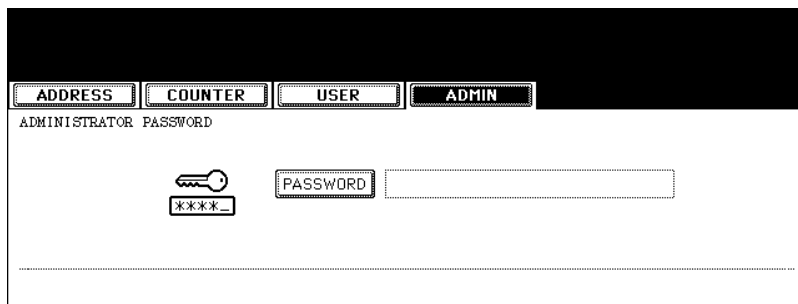 ADDRESS COUNTER USER ADMIN
ADMINISTRATOR PASSWORD
PASSWORD
****_